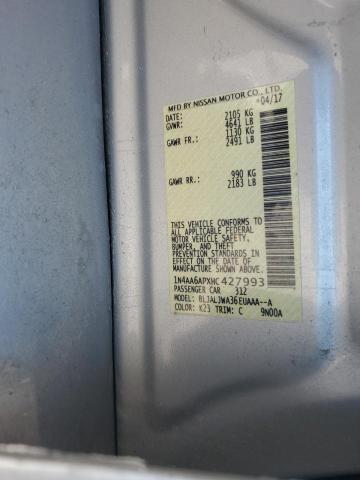 MFD BY NISSAN MOTOR CO., LTD.
DATE: 04/17
GVWR: 2105 KG
4641 LB
GAWR FR.: 1130 KG
2491 LB
GAWR RR.: 990 KG
2183 LB
THIS VEHICLE CONFORMS TO
ALL APPLICABLE FEDERAL
MOTOR VEHICLE SAFETY,
BUMPER, AND THEFT
STANDARDS IN EFFECT ON THE
DATE OF MANUFACTURE
SHOWN ABOVE.
1N4AA6APXHC427993
PASSENGER CAR 312
MODEL: BLJALJWA36EUAAA--A
COLOR: K23 TRIM: C 9N00A